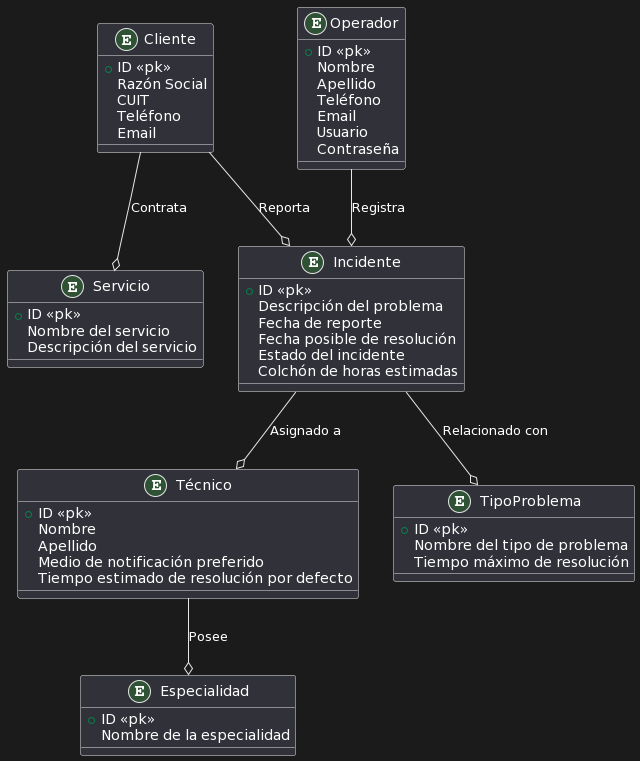 E Cliente
ID «pk»
Razón Social
CUIT
Teléfono
Email
E Operador
ID «pk»
Nombre
Apellido
Teléfono
Email
Usuario
Contraseña
Contrata
Reporta
Registra
E Servicio
ID «pk»
Nombre del servicio
Descripción del servicio
E Incidente
ID «pk»
Descripción del problema
Fecha de reporte
Fecha posible de resolución
Estado del incidente
Colchón de horas estimadas
Asignado a
Relacionado con
E Técnico
ID «pk»
Nombre
Apellido
Medio de notificación preferido
Tiempo estimado de resolución por defecto
E TipoProblema
ID «pk»
Nombre del tipo de problema
Tiempo máximo de resolución
Posee
E Especialidad
ID «pk»
Nombre de la especialidad